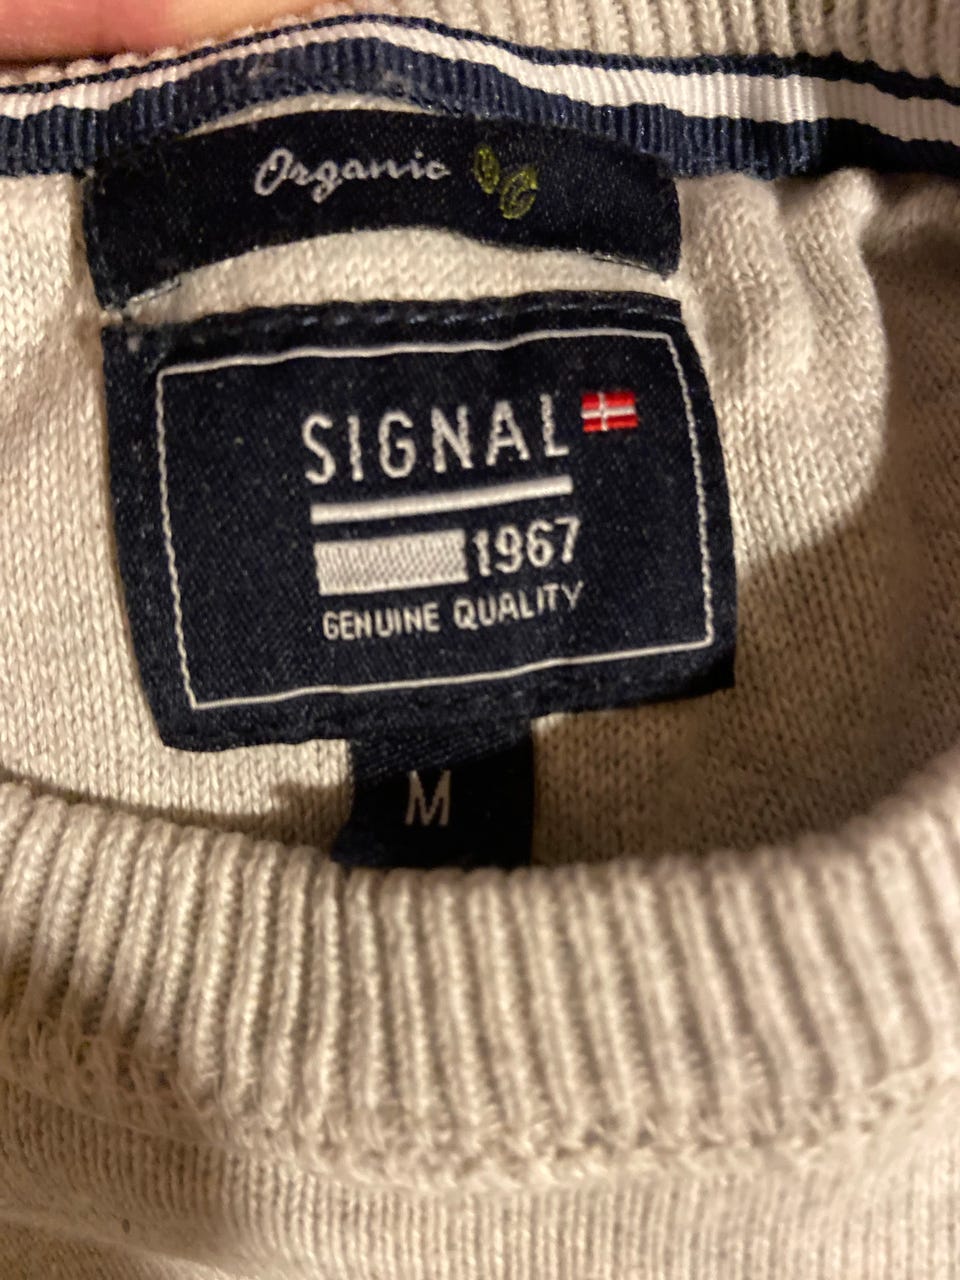 Organic
SIGNAL
1967
GENUINE QUALITY
M